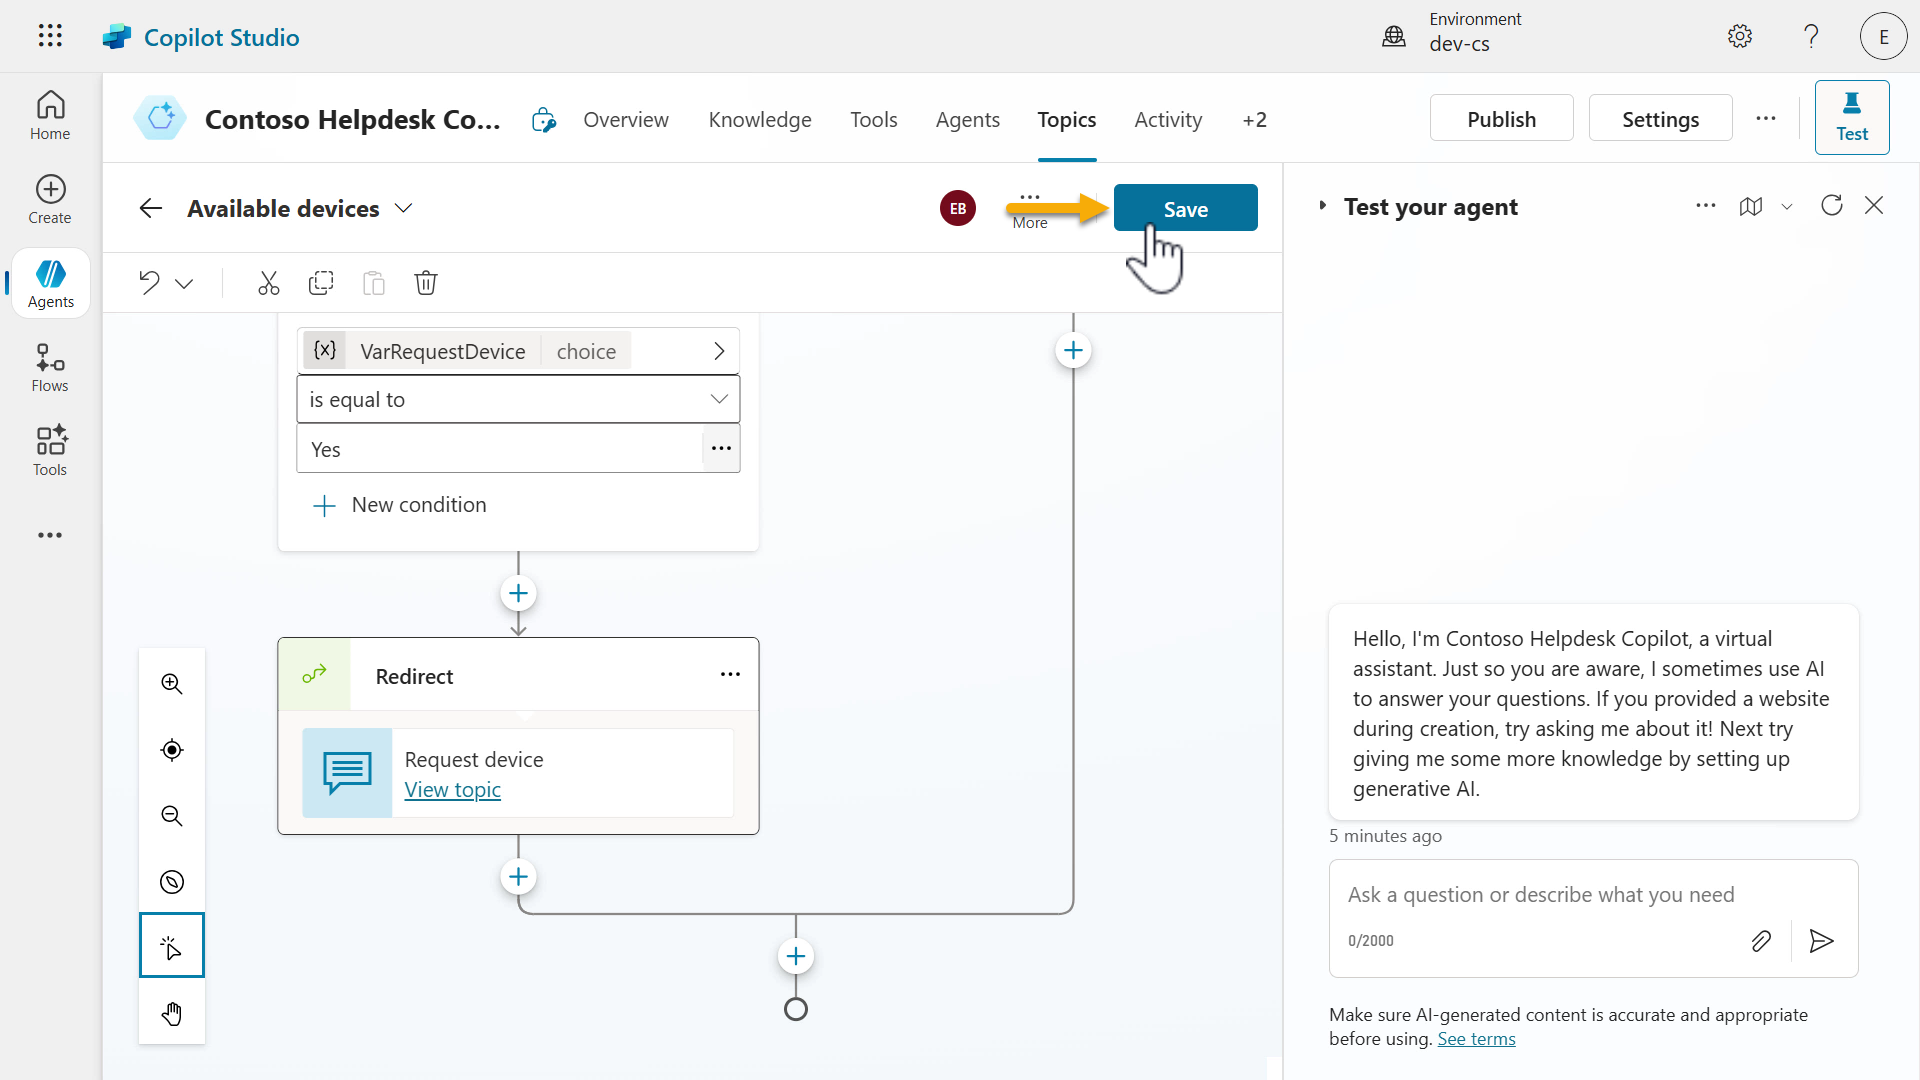 Copilot Studio
Environment
dev-cs
E
Home
Create
Agents
Flows
Tools
Contoso Helpdesk Co...
Overview
Knowledge
Tools
Agents
Topics
Activity
+2
Publish
Settings
Test
Available devices
EB
More
Save
{x} VarRequestDevice choice
is equal to
Yes
New condition
Redirect
Request device
View topic
Test your agent
Hello, I'm Contoso Helpdesk Copilot, a virtual
assistant. Just so you are aware, I sometimes use AI
to answer your questions. If you provided a website
during creation, try asking me about it! Next try
giving me some more knowledge by setting up
generative AI.
5 minutes ago
Ask a question or describe what you need
0/2000
Make sure AI-generated content is accurate and appropriate
before using. See terms